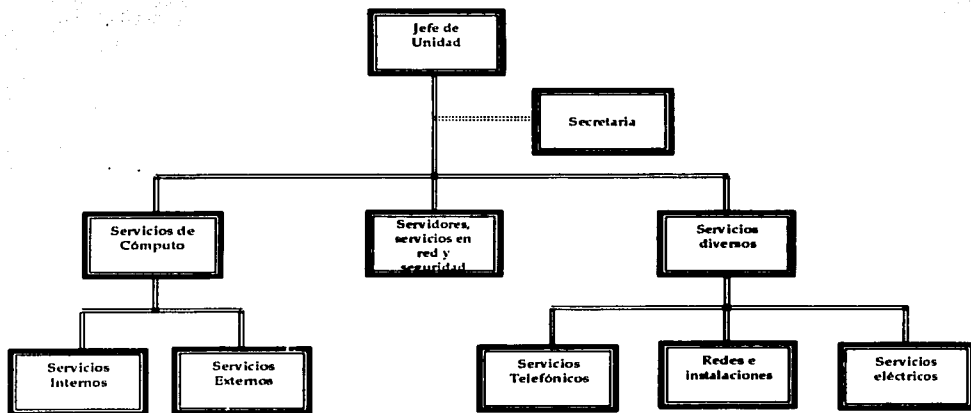 Jefe de
Unidad
Secretaria
Servicios de
Cómputo
Servidores,
servicios en
red y
seguridad
Servicios
diversos
Servicios
Internos
Servicios
Externos
Servicios
Telefónicos
Redes e
instalaciones
Servicios
eléctricos